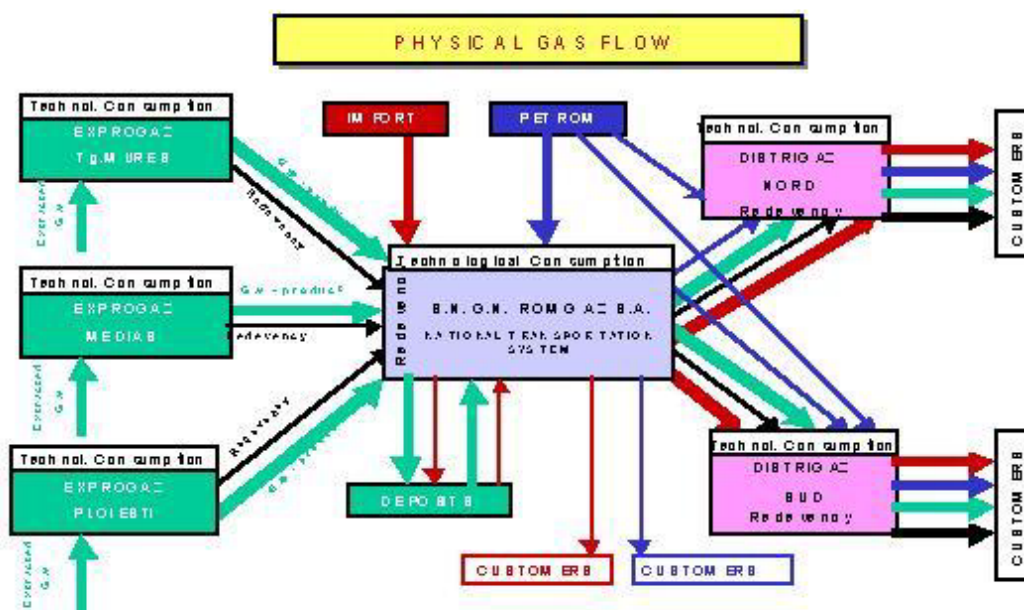 PHYSICAL GAS FLOW
Technol. Consumption
EXPROGAZ
Tg.MURES
IMPORT
PETROM
Technol. Consumption
DISTRIGAZ
NORD
Redevency
CUSTOMERS
Redevency
Technological Consumption
S.N.G.N. ROMGAZ S.A.
NATIONAL TRANSPORTATION
SYSTEM
Technol. Consumption
EXPROGAZ
MEDIAS
Redevency
Redevency
Technol. Consumption
EXPROGAZ
PLOIESTI
DEPOSITS
Technol. Consumption
DISTRIGAZ
SUD
Redevency
CUSTOMERS
CUSTOMERS
CUSTOMERS